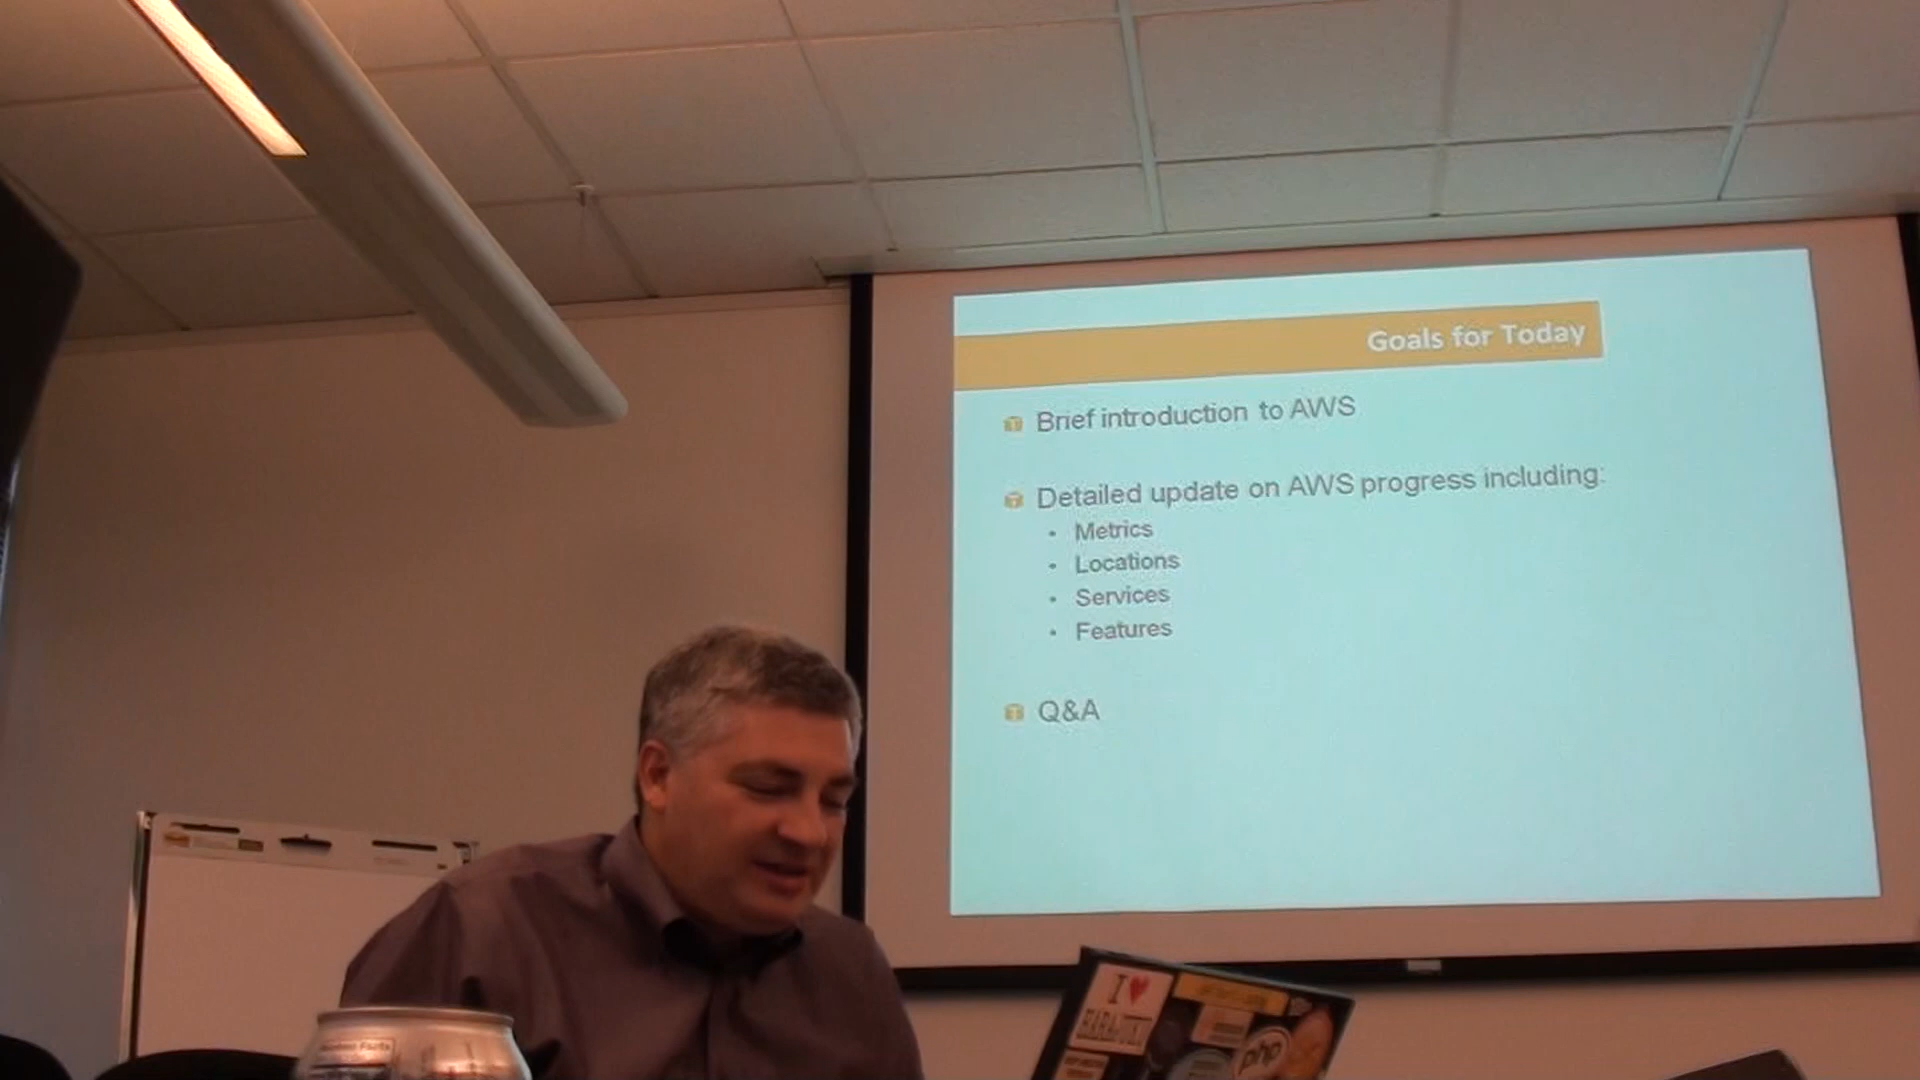 Goals for Today
Brief introduction to AWS
Detailed update on AWS progress including:
• Metrics
• Locations
• Services
• Features
Q&A
I
php